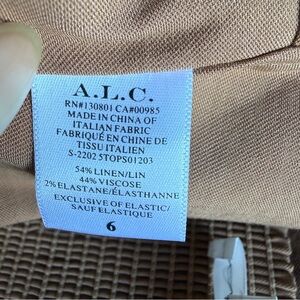 A.L.C.
RN#130801 CA#00985
MADE IN CHINA OF
ITALIAN FABRIC
FABRIQUÉ EN CHINE DE
TISSU ITALIEN
S-2202 5TOPS01203
54% LINEN/LIN
44% VISCOSE
2% ELASTANE/ÉLASTHANNE
EXCLUSIVE OF ELASTIC/
SAUF ELASTIQUE
6